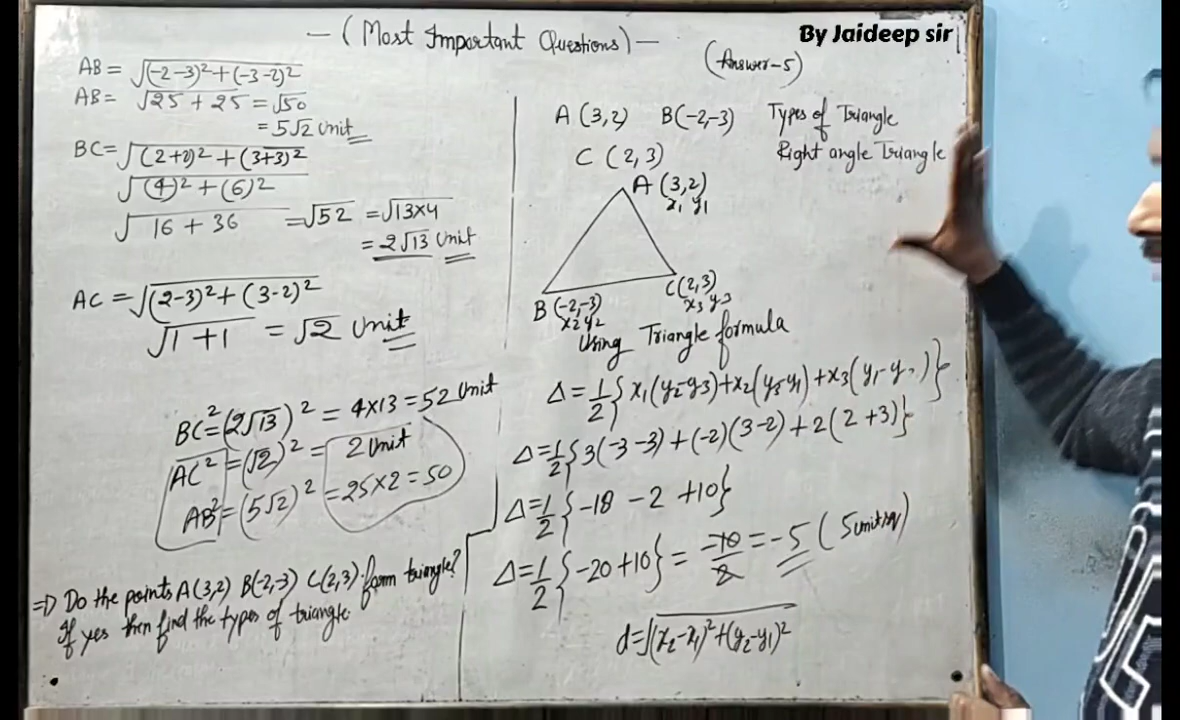 — (Most Important Questions) —
By Jaideep sir
(Answer-5)
AB = √(-2-3)²+(-3-2)²
AB = √25 + 25 = √50
= 5√2 Unit
BC = √(2+2)² + (3+3)²
√(4)² + (6)²
√16 + 36 = √52 = √13×4
= 2√13 Unit
AC = √(2-3)² + (3-2)²
√1 + 1 = √2 Unit
BC² = (2√13)² = 4×13 = 52 Unit
AC² = (√2)² = 2 Unit
AB² = (5√2)² = 25×2 = 50
⇒ Do the points A(3,2) B(-2,-3) C(2,3) form triangle?
If yes then find the types of triangle
A (3,2) B(-2,-3) Types of Triangle
C (2,3) Right angle Triangle
A (3,2)
x₁ y₁
B (-2,-3)
x₂ y₂
C(2,3)
x₃ y₃
Using Triangle formula
Δ = 1/2 { x₁(y₂-y₃)+x₂(y₃-y₁)+x₃(y₁-y₂)}
Δ = 1/2 { 3(-3-3) + (-2)(3-2) + 2(2+3)}
Δ = 1/2 { -18 - 2 + 10}
Δ = 1/2 { -20 + 10} = -10/2 = -5 (5 unit sq)
d = √(x₂-x₁)²+(y₂-y₁)²